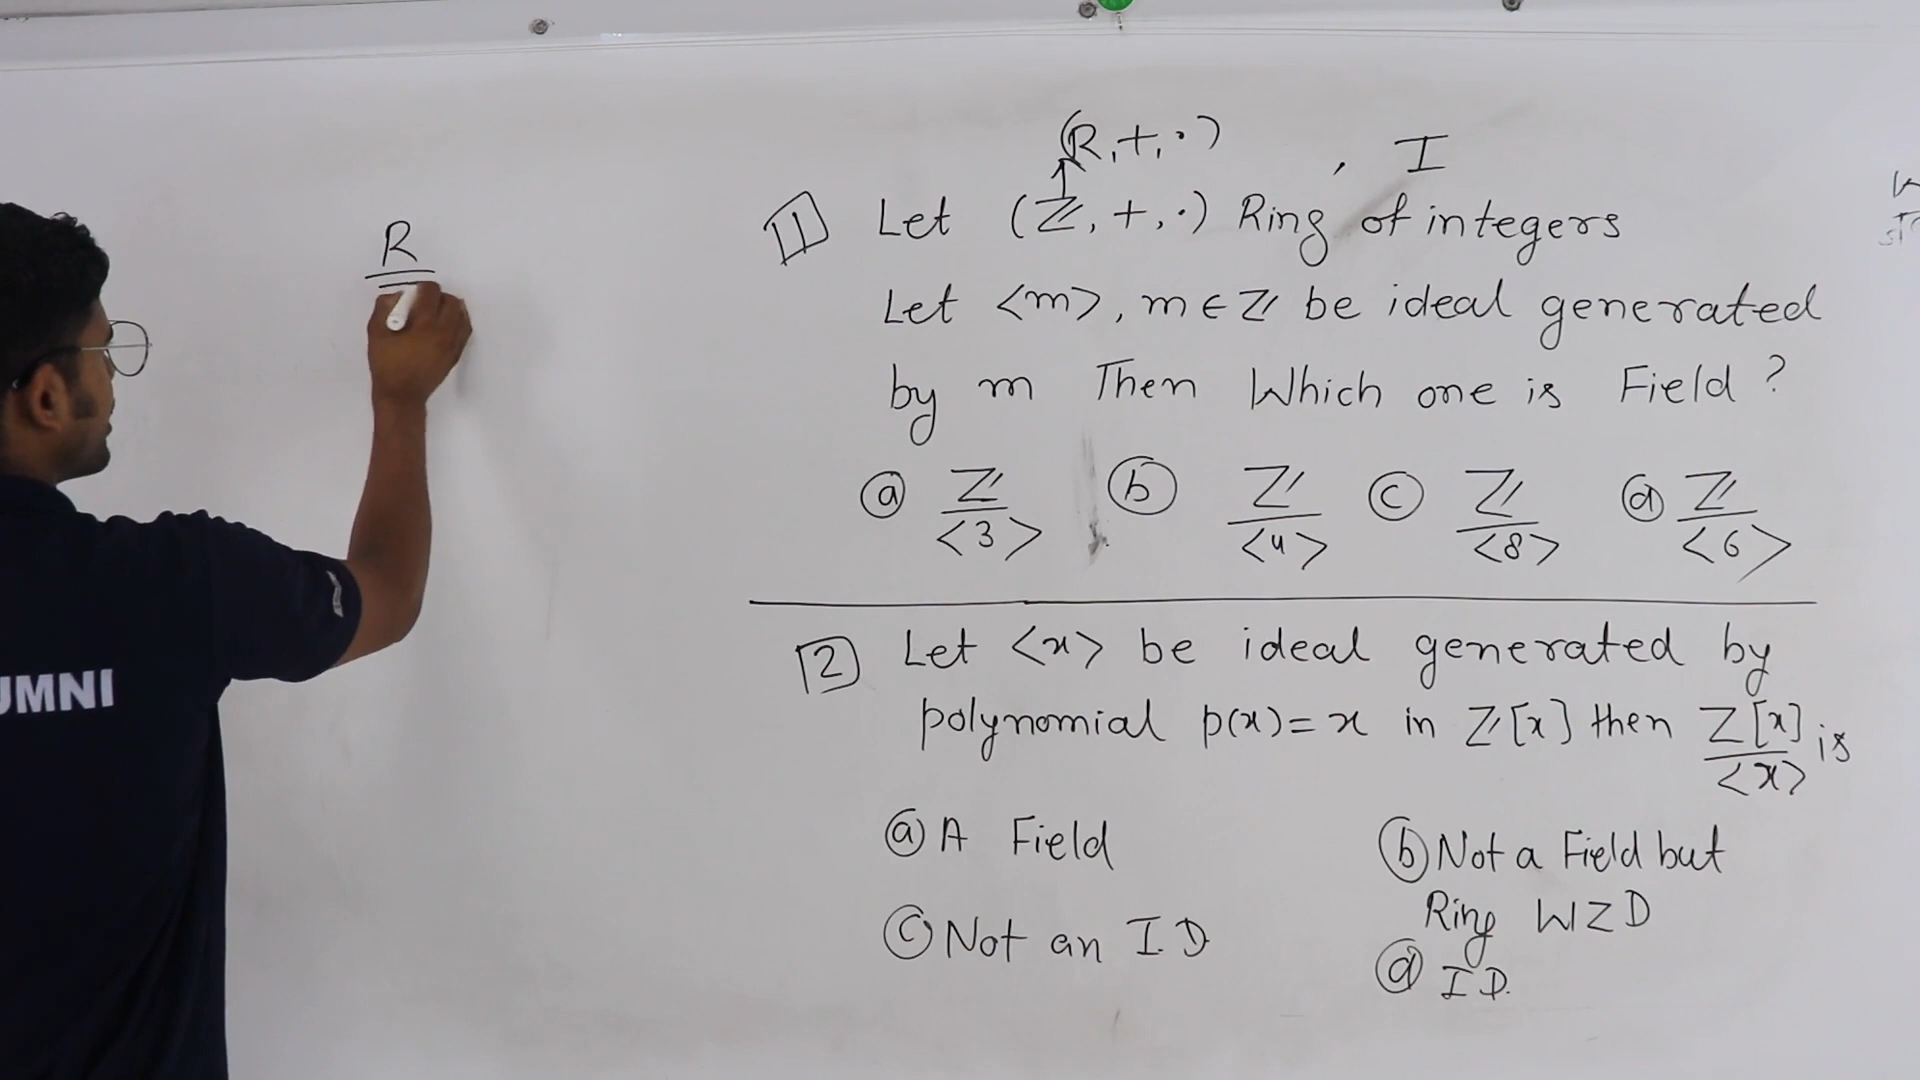 R
(R, +, ·) , I
[1] Let (ℤ, +, ·) Ring of integers
Let <m>, m ∈ ℤ be ideal generated
by m Then Which one is Field ?
ⓐ ℤ/<3> ⓑ ℤ/<4> ⓒ ℤ/<8> ⓓ ℤ/<6>
[2] Let <x> be ideal generated by
polynomial p(x) = x in ℤ[x] then ℤ[x]/<x> is
ⓐ A Field
ⓑ Not a Field but
Ring WZD
ⓒ Not an I.D
ⓓ I.D.
UMNI